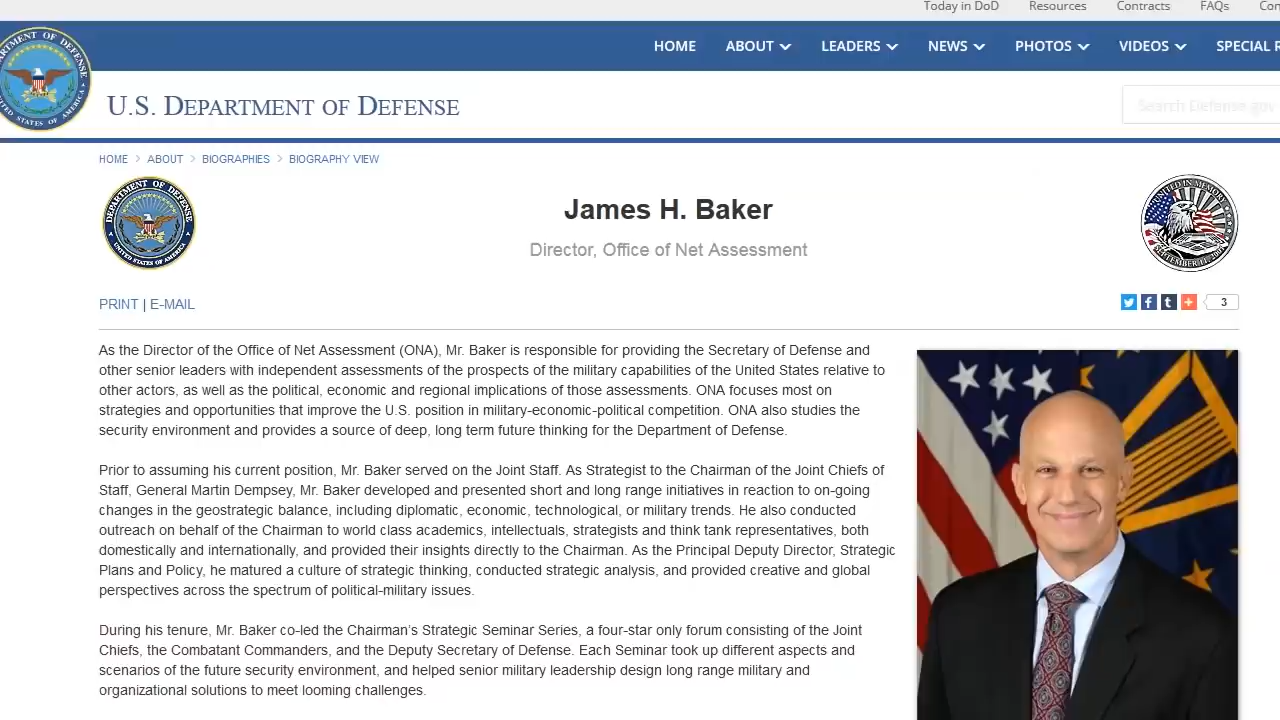 Today in DoD Resources Contracts FAQs Con
HOME ABOUT LEADERS NEWS PHOTOS VIDEOS SPECIAL R
U.S. DEPARTMENT OF DEFENSE
Search Defense.gov
HOME > ABOUT > BIOGRAPHIES > BIOGRAPHY VIEW
DEPARTMENT OF DEFENSE
UNITED STATES OF AMERICA
James H. Baker
Director, Office of Net Assessment
UNITED IN MEMORY
PRINT | E-MAIL
3
As the Director of the Office of Net Assessment (ONA), Mr. Baker is responsible for providing the Secretary of Defense and
other senior leaders with independent assessments of the prospects of the military capabilities of the United States relative to
other actors, as well as the political, economic and regional implications of those assessments. ONA focuses most on
strategies and opportunities that improve the U.S. position in military-economic-political competition. ONA also studies the
security environment and provides a source of deep, long term future thinking for the Department of Defense.
Prior to assuming his current position, Mr. Baker served on the Joint Staff. As Strategist to the Chairman of the Joint Chiefs of
Staff, General Martin Dempsey, Mr. Baker developed and presented short and long range initiatives in reaction to on-going
changes in the geostrategic balance, including diplomatic, economic, technological, or military trends. He also conducted
outreach on behalf of the Chairman to world class academics, intellectuals, strategists and think tank representatives, both
domestically and internationally, and provided their insights directly to the Chairman. As the Principal Deputy Director, Strategic
Plans and Policy, he matured a culture of strategic thinking, conducted strategic analysis, and provided creative and global
perspectives across the spectrum of political-military issues.
During his tenure, Mr. Baker co-led the Chairman's Strategic Seminar Series, a four-star only forum consisting of the Joint
Chiefs, the Combatant Commanders, and the Deputy Secretary of Defense. Each Seminar took up different aspects and
scenarios of the future security environment, and helped senior military leadership design long range military and
organizational solutions to meet looming challenges.